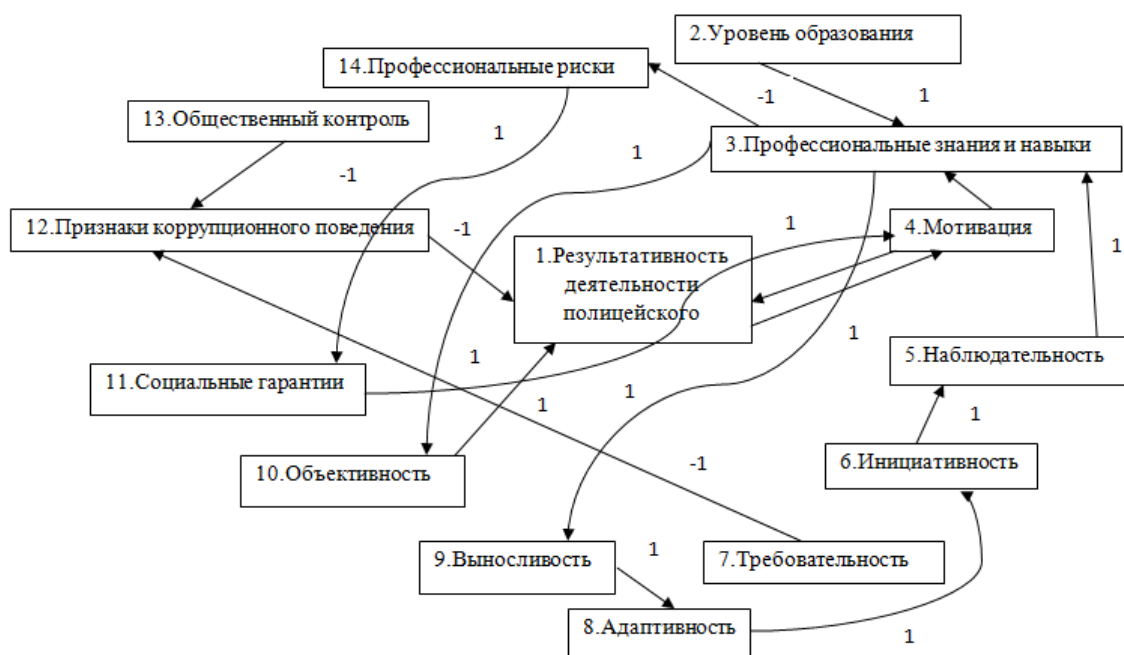 2.Уровень образования
14.Профессиональные риски
-1
1
13.Общественный контроль
1
1
3.Профессиональные знания и навыки
-1
12.Признаки коррупционного поведения
-1
1
4.Мотивация
1
1.Результативность
деятельности
полицейского
1
1
5.Наблюдательность
11.Социальные гарантии
1
1
1
10.Объективность
-1
6.Инициативность
9.Выносливость
1
7.Требовательность
8.Адаптивность
1